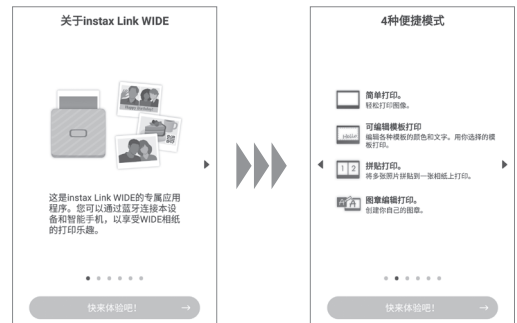 关于instax Link WIDE
这是instax Link WIDE的专属应用
程序。您可以通过蓝牙连接本设
备和智能手机，以享受WIDE相纸
的打印乐趣。
快来体验吧！ →
4种便捷模式
简单打印。
轻松打印图像。
Hello
可编辑模板打印
编辑各种模板的颜色和文字。用你选择的模
板打印。
1 2
拼贴打印。
将多张照片拼贴到一张相纸上打印。
图章编辑打印。
创建你自己的图章。
快来体验吧！ →